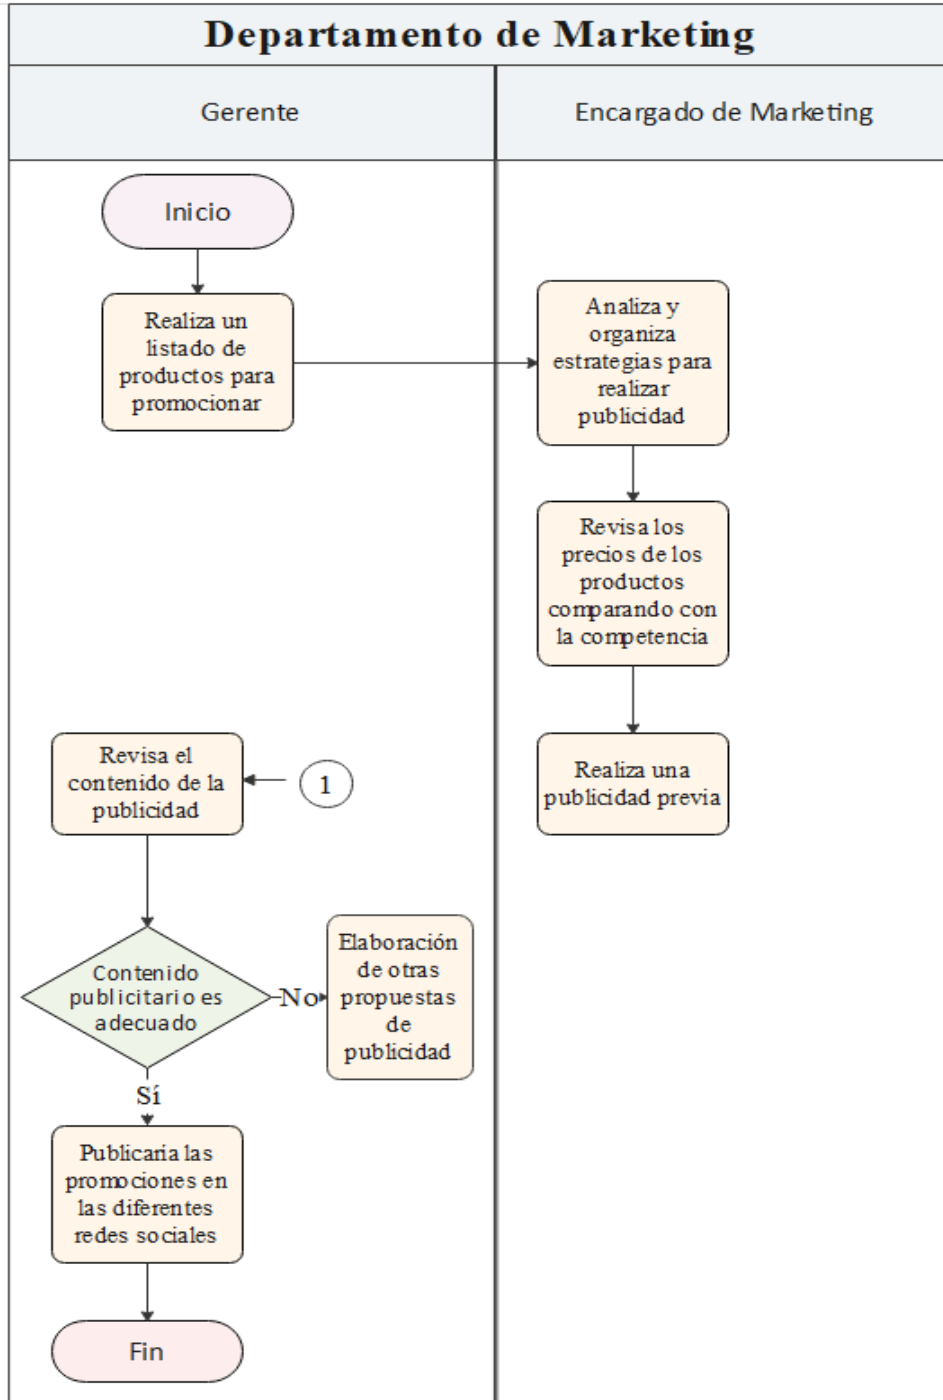 Departamento de Marketing
Gerente
Encargado de Marketing
Inicio
Realiza un
listado de
productos para
promocionar
Analiza y
organiza
estrategias para
realizar
publicidad
Revisa los
precios de los
productos
comparando con
la competencia
Realiza una
publicidad previa
Revisa el
contenido de la
publicidad
1
Contenido
publicitario es
adecuado
No
Elaboración
de otras
propuestas
de
publicidad
Sí
Publicaria las
promociones en
las diferentes
redes sociales
Fin